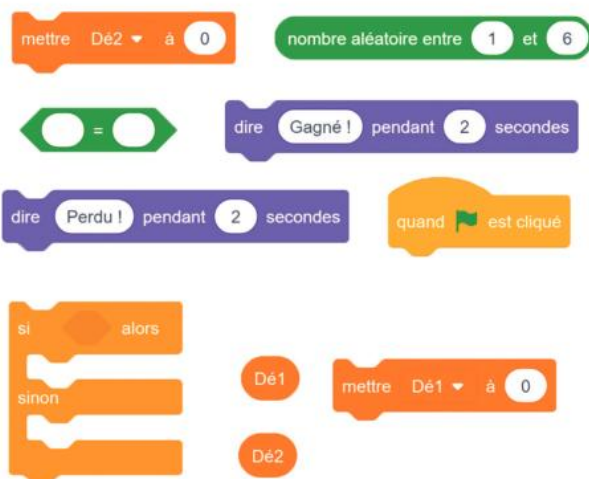 mettre Dé2 à 0
nombre aléatoire entre 1 et 6
=
dire Gagné ! pendant 2 secondes
dire Perdu ! pendant 2 secondes
quand est cliqué
si alors
sinon
Dé1
mettre Dé1 à 0
Dé2